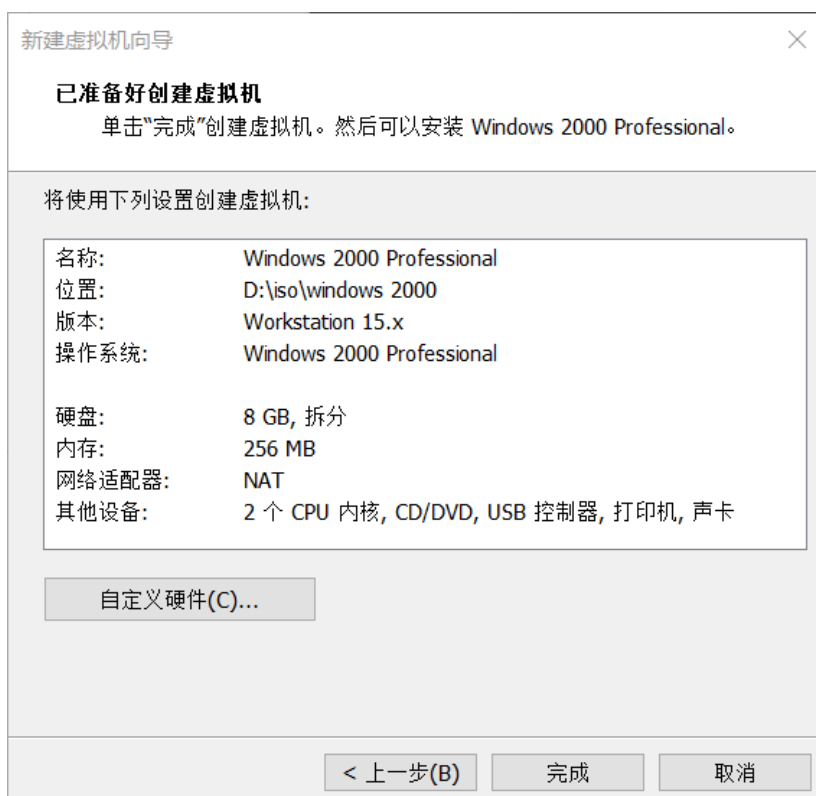 新建虚拟机向导
已准备好创建虚拟机
单击“完成”创建虚拟机。然后可以安装 Windows 2000 Professional。
将使用下列设置创建虚拟机:
名称: Windows 2000 Professional
位置: D:\iso\windows 2000
版本: Workstation 15.x
操作系统: Windows 2000 Professional
硬盘: 8 GB, 拆分
内存: 256 MB
网络适配器: NAT
其他设备: 2 个 CPU 内核, CD/DVD, USB 控制器, 打印机, 声卡
自定义硬件(C)...
< 上一步(B) 完成 取消